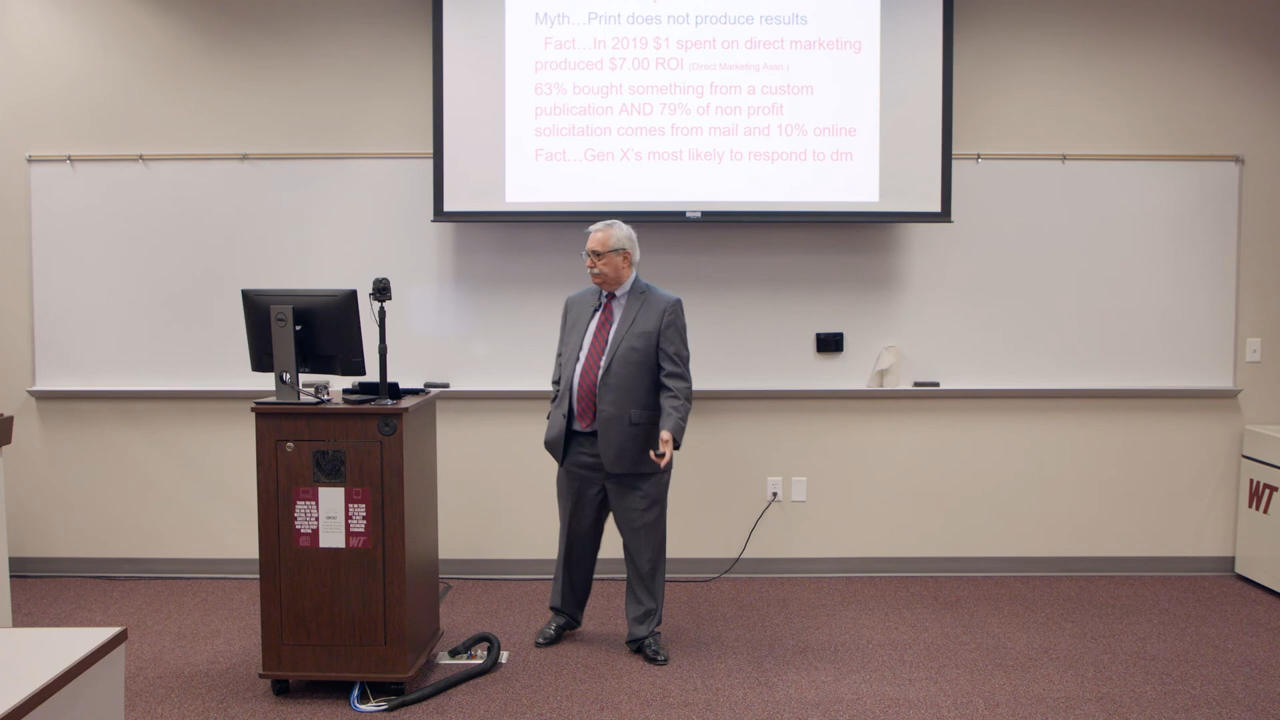 Myth…Print does not produce results
Fact…In 2019 $1 spent on direct marketing
produced $7.00 ROI (Direct Marketing Assn.)
63% bought something from a custom
publication AND 79% of non profit
solicitation comes from mail and 10% online
Fact…Gen X's most likely to respond to dm
DELL
WT
WT